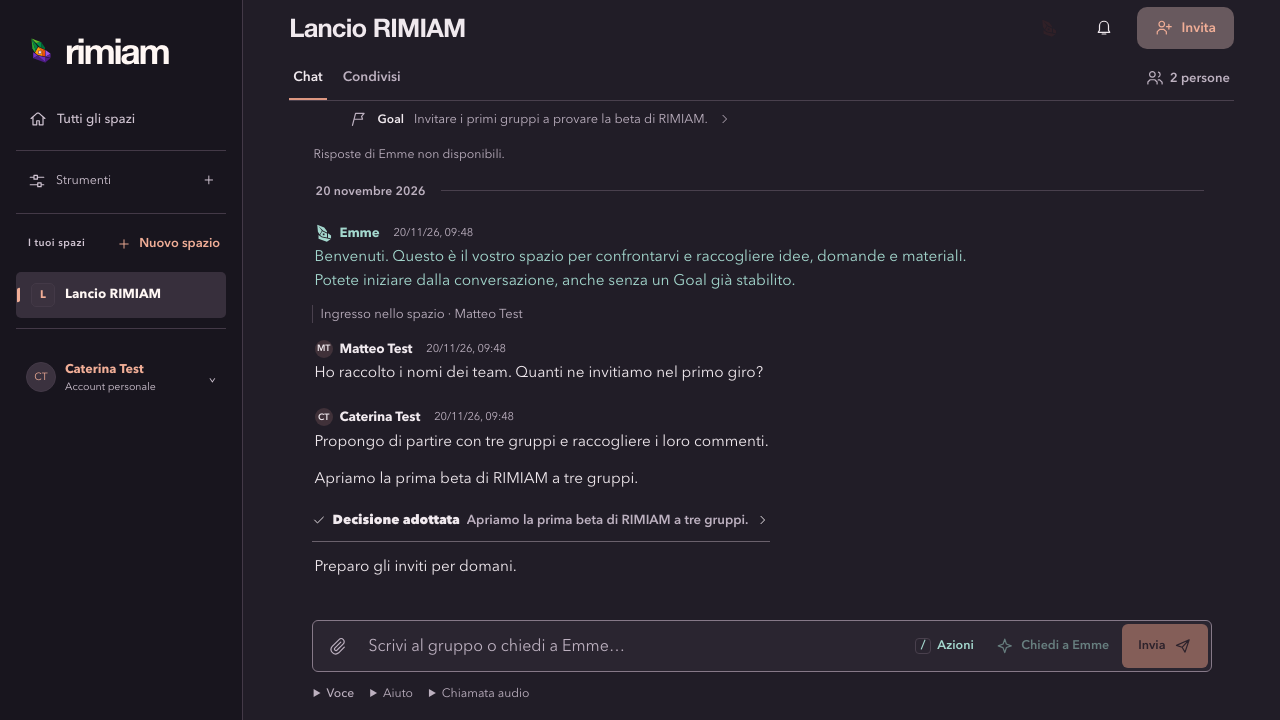 rimiam
Tutti gli spazi
Strumenti
+
I tuoi spazi
+ Nuovo spazio
L
Lancio RIMIAM
CT
Caterina Test
Account personale
Lancio RIMIAM
Invita
Chat
Condivisi
2 persone
Goal Invitare i primi gruppi a provare la beta di RIMIAM.
Risposte di Emme non disponibili.
20 novembre 2026
Emme 20/11/26, 09:48
Benvenuti. Questo è il vostro spazio per confrontarvi e raccogliere idee, domande e materiali.
Potete iniziare dalla conversazione, anche senza un Goal già stabilito.
Ingresso nello spazio · Matteo Test
MT Matteo Test 20/11/26, 09:48
Ho raccolto i nomi dei team. Quanti ne invitiamo nel primo giro?
CT Caterina Test 20/11/26, 09:48
Propongo di partire con tre gruppi e raccogliere i loro commenti.
Apriamo la prima beta di RIMIAM a tre gruppi.
Decisione adottata Apriamo la prima beta di RIMIAM a tre gruppi.
Preparo gli inviti per domani.
Scrivi al gruppo o chiedi a Emme…
/ Azioni
Chiedi a Emme
Invia
Voce
Aiuto
Chiamata audio